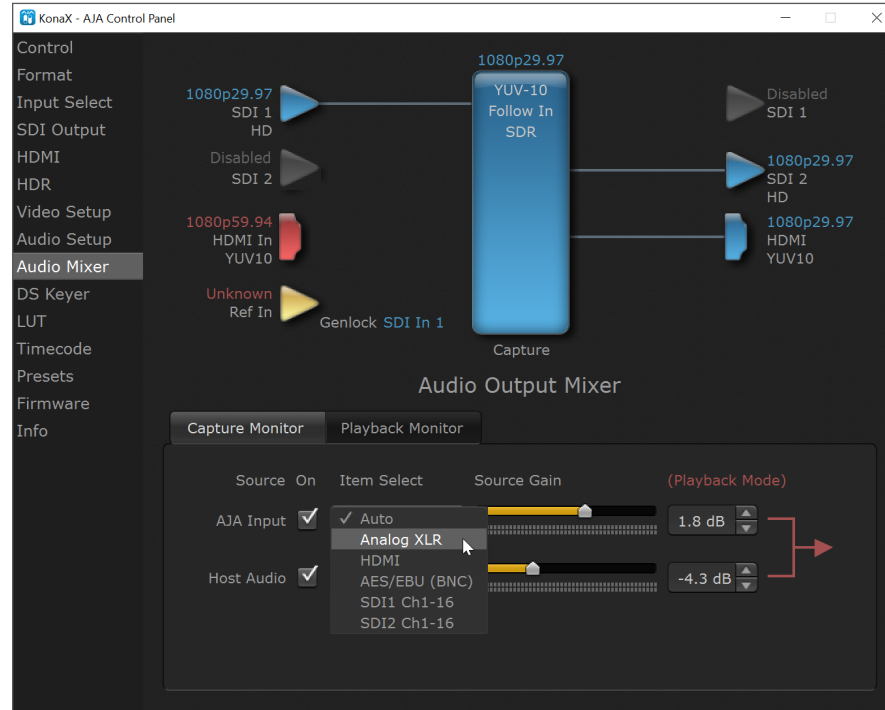 KonaX - AJA Control Panel
Control
Format
Input Select
SDI Output
HDMI
HDR
Video Setup
Audio Setup
Audio Mixer
DS Keyer
LUT
Timecode
Presets
Firmware
Info
1080p29.97
SDI 1
HD
Disabled
SDI 2
1080p59.94
HDMI In
YUV10
Unknown
Ref In
Genlock SDI In 1
1080p29.97
YUV-10
Follow In
SDR
Capture
Disabled
SDI 1
1080p29.97
SDI 2
HD
1080p29.97
HDMI
YUV10
Audio Output Mixer
Capture Monitor Playback Monitor
Source On Item Select Source Gain (Playback Mode)
AJA Input 1.8 dB
Host Audio -4.3 dB
Auto
Analog XLR
HDMI
AES/EBU (BNC)
SDI1 Ch1-16
SDI2 Ch1-16